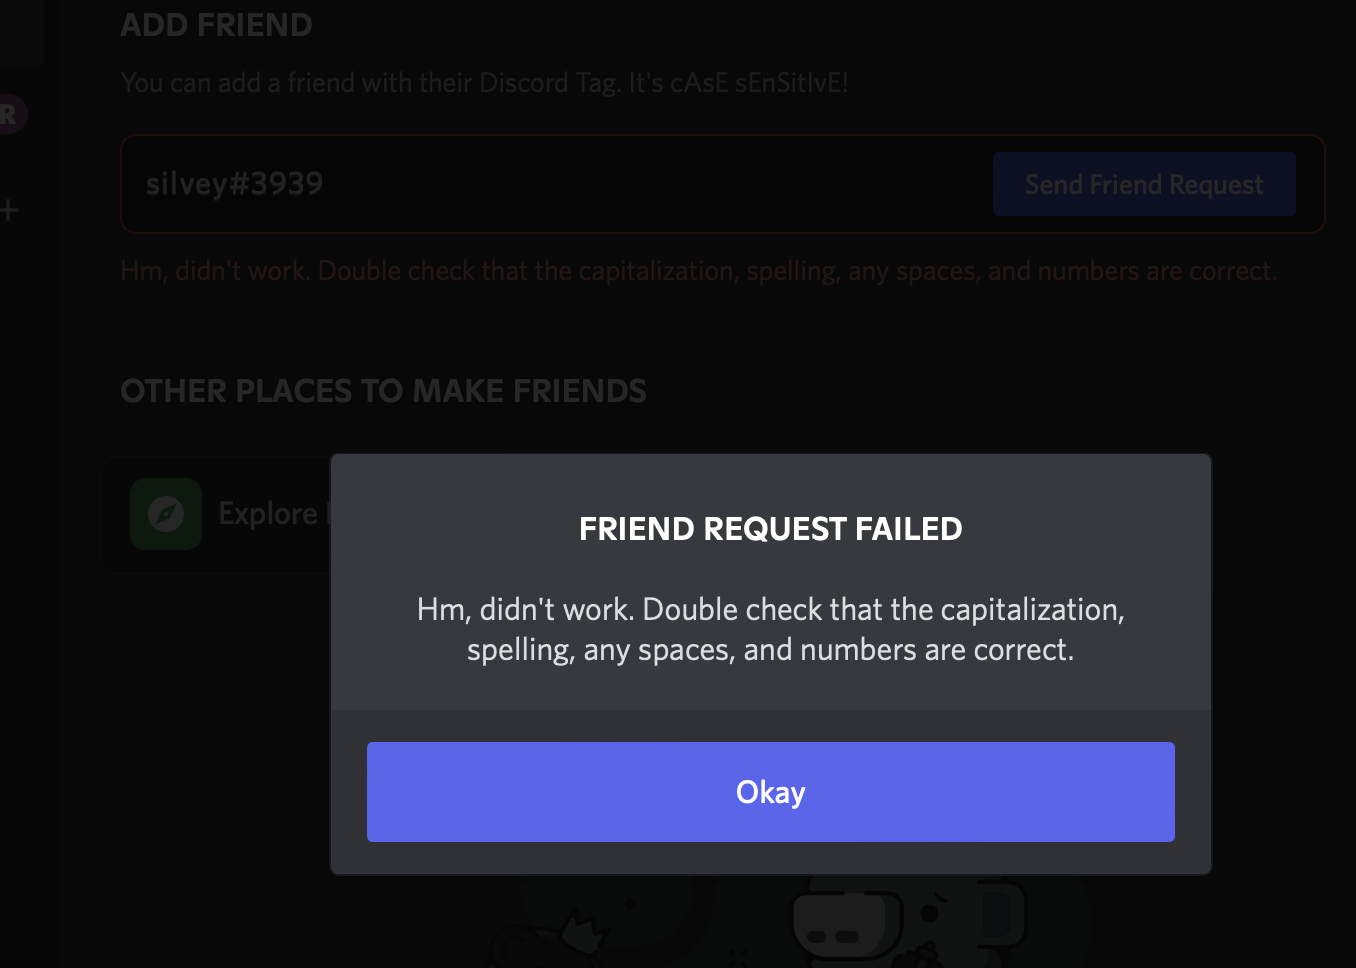 ADD FRIEND
You can add a friend with their Discord Tag. It's cAsE sEnSitIvE!
R
silvey#3939
Send Friend Request
Hm, didn't work. Double check that the capitalization, spelling, any spaces, and numbers are correct.
OTHER PLACES TO MAKE FRIENDS
Explore
FRIEND REQUEST FAILED
Hm, didn't work. Double check that the capitalization,
spelling, any spaces, and numbers are correct.
Okay